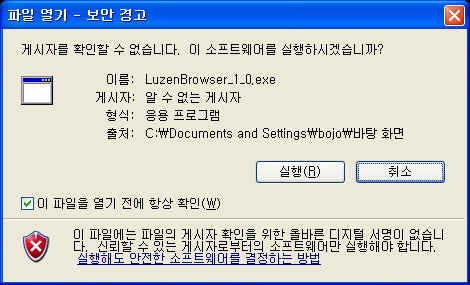 파일 열기 - 보안 경고
게시자를 확인할 수 없습니다. 이 소프트웨어를 실행하시겠습니까?
이름: LuzenBrowser_1_0.exe
게시자: 알 수 없는 게시자
형식: 응용 프로그램
출처: C:₩Documents and Settings₩bojo₩바탕 화면
실행(R) 취소
이 파일을 열기 전에 항상 확인(W)
이 파일에는 파일의 게시자 확인을 위한 올바른 디지털 서명이 없습니
다. 신뢰할 수 있는 게시자로부터의 소프트웨어만 실행해야 합니다.
실행해도 안전한 소프트웨어를 결정하는 방법